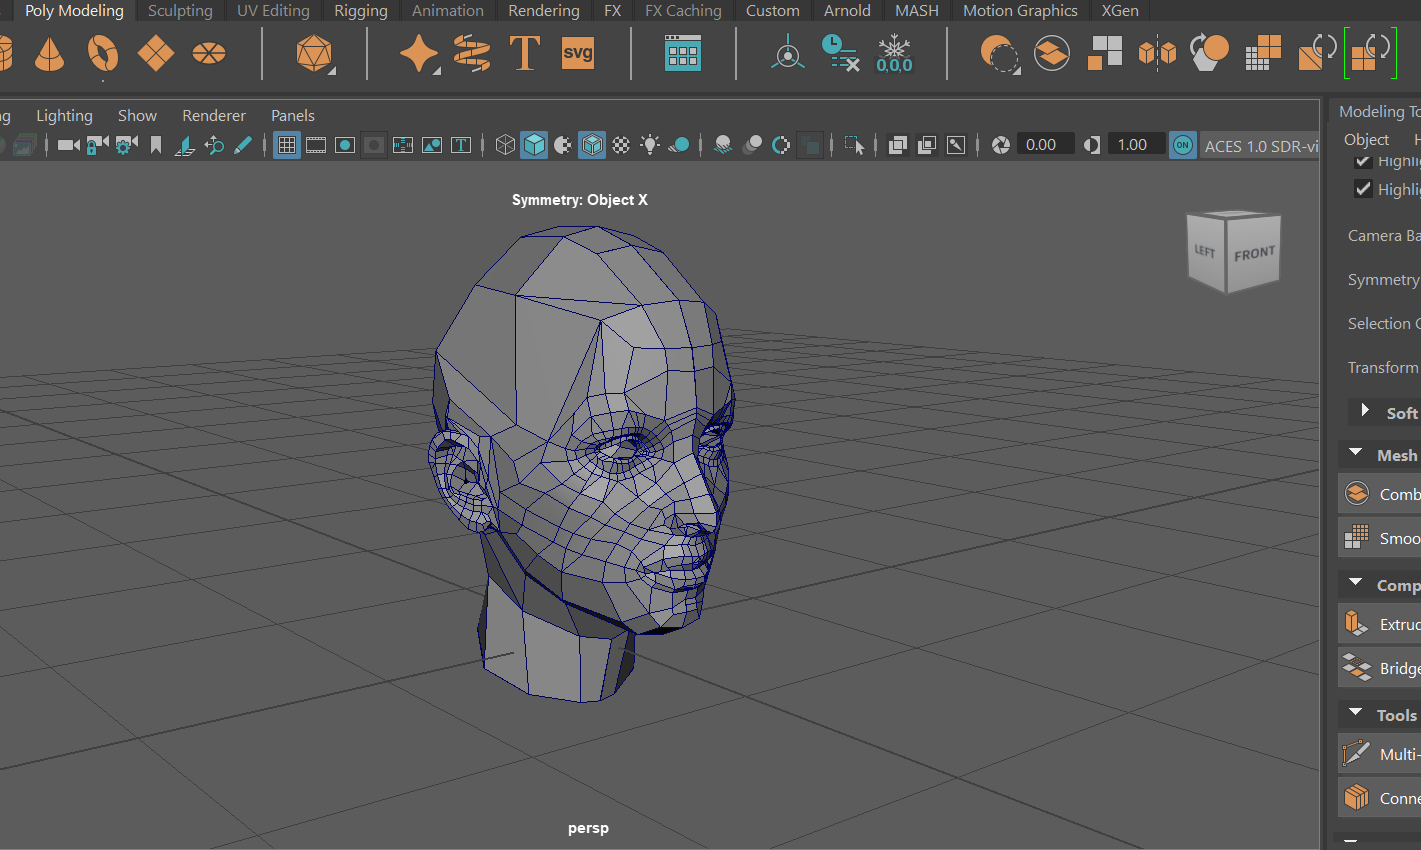 Poly Modeling Sculpting UV Editing Rigging Animation Rendering FX FX Caching Custom Arnold MASH Motion Graphics XGen
T svg 0,0,0
Modeling To
Lighting Show Renderer Panels
Object
T 0.00 1.00 ON ACES 1.0 SDR-vi
Highli
Highlig
Symmetry: Object X
Camera Ba
LEFT FRONT
Symmetry
Selection
Transform
Soft
Mesh
Comb
Smoo
Comp
Extrud
Bridge
Tools
Multi-
Conne
persp